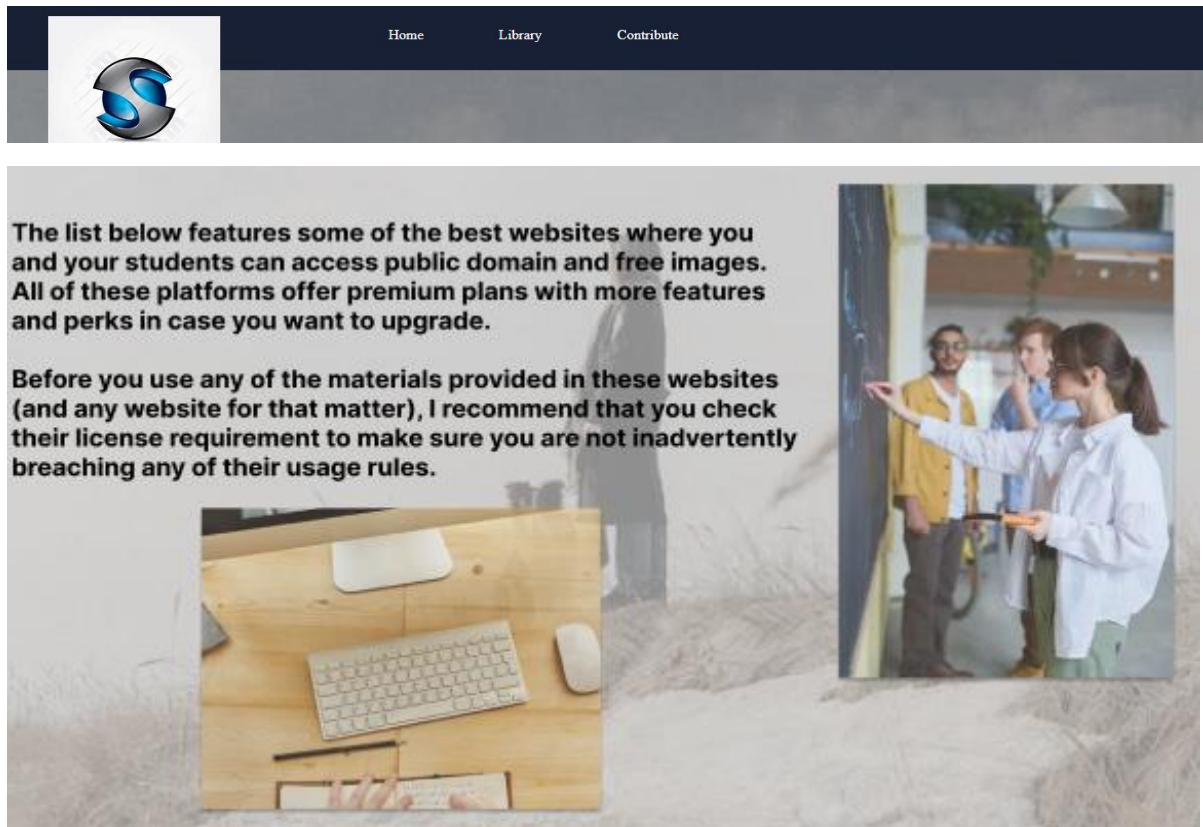 Home Library Contribute
The list below features some of the best websites where you
and your students can access public domain and free images.
All of these platforms offer premium plans with more features
and perks in case you want to upgrade.
Before you use any of the materials provided in these websites
(and any website for that matter), I recommend that you check
their license requirement to make sure you are not inadvertently
breaching any of their usage rules.